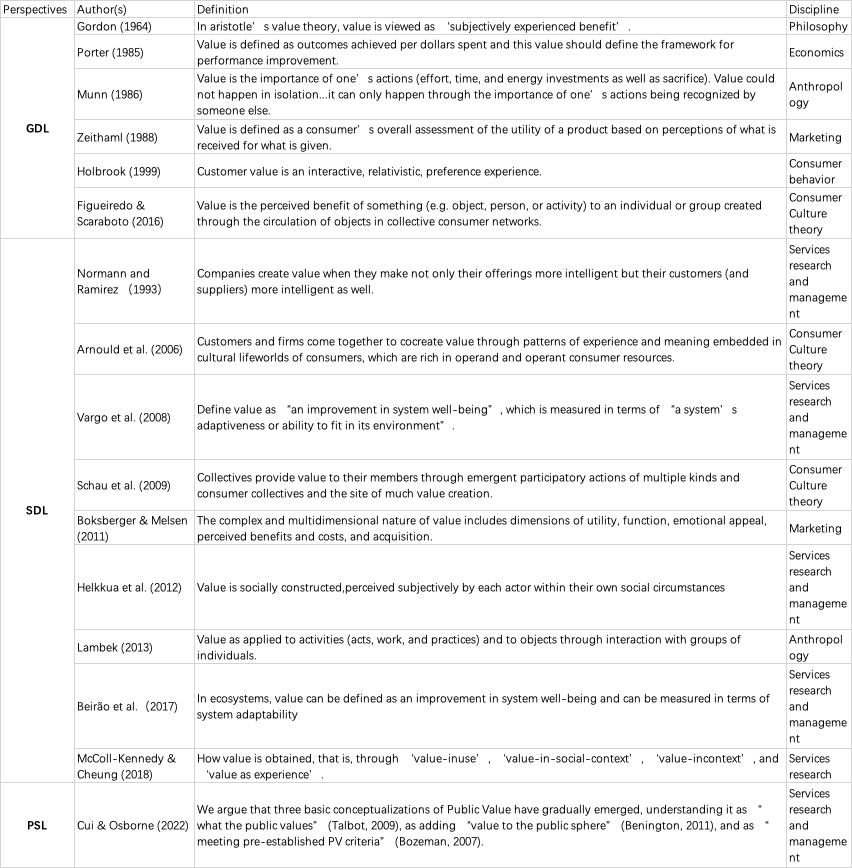 Perspectives Author(s) Definition Discipline
GDL
Gordon (1964)
In aristotle’s value theory, value is viewed as ‘subjectively experienced benefit’.
Philosophy
Porter (1985)
Value is defined as outcomes achieved per dollars spent and this value should define the framework for
performance improvement.
Economics
Munn (1986)
Value is the importance of one’s actions (effort, time, and energy investments as well as sacrifice). Value could
not happen in isolation...it can only happen through the importance of one’s actions being recognized by
someone else.
Anthropol
ogy
Zeithaml (1988)
Value is defined as a consumer’s overall assessment of the utility of a product based on perceptions of what is
received for what is given.
Marketing
Holbrook (1999)
Customer value is an interactive, relativistic, preference experience.
Consumer
behavior
Figueiredo &
Scaraboto (2016)
Value is the perceived benefit of something (e.g. object, person, or activity) to an individual or group created
through the circulation of objects in collective consumer networks.
Consumer
Culture
theory
SDL
Normann and
Ramirez （1993）
Companies create value when they make not only their offerings more intelligent but their customers (and
suppliers) more intelligent as well.
Services
research
and
manageme
nt
Arnould et al. (2006)
Customers and firms come together to cocreate value through patterns of experience and meaning embedded in
cultural lifeworlds of consumers, which are rich in operand and operant consumer resources.
Consumer
Culture
theory
Vargo et al. (2008)
Define value as “an improvement in system well-being”, which is measured in terms of “a system’s
adaptiveness or ability to fit in its environment”.
Services
research
and
manageme
nt
Schau et al. (2009)
Collectives provide value to their members through emergent participatory actions of multiple kinds and
consumer collectives and the site of much value creation.
Consumer
Culture
theory
Boksberger & Melsen
(2011)
The complex and multidimensional nature of value includes dimensions of utility, function, emotional appeal,
perceived benefits and costs, and acquisition.
Marketing
Helkkua et al. (2012)
Value is socially constructed,perceived subjectively by each actor within their own social circumstances
Services
research
and
manageme
nt
Lambek (2013)
Value as applied to activities (acts, work, and practices) and to objects through interaction with groups of
individuals.
Anthropol
ogy
Beirão et al.（2017）
In ecosystems, value can be defined as an improvement in system well-being and can be measured in terms of
system adaptability
Services
research
and
manageme
nt
McColl-Kennedy &
Cheung (2018)
How value is obtained, that is, through ‘value-inuse’, ‘value-in-social-context’, ‘value-incontext’, and
‘value as experience’.
Services
research
PSL
Cui & Osborne (2022)
We argue that three basic conceptualizations of Public Value have gradually emerged, understanding it as “
what the public values” (Talbot, 2009), as adding “value to the public sphere” (Benington, 2011), and as “
meeting pre-established PV criteria” (Bozeman, 2007).
Services
research
and
manageme
nt